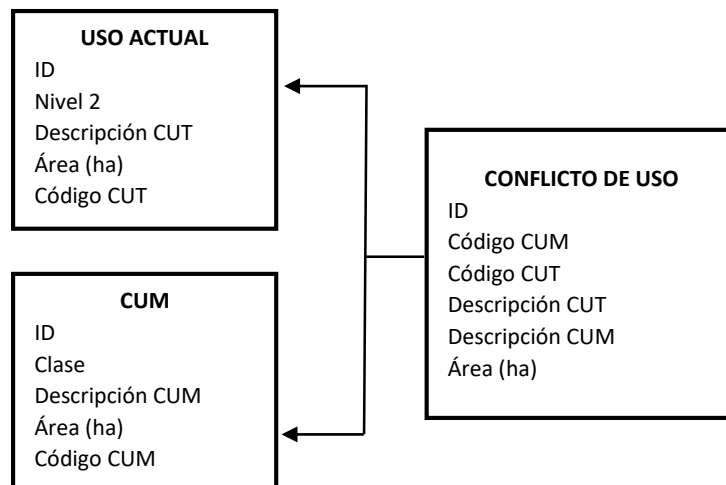 USO ACTUAL
ID
Nivel 2
Descripción CUT
Área (ha)
Código CUT
CUM
ID
Clase
Descripción CUM
Área (ha)
Código CUM
CONFLICTO DE USO
ID
Código CUM
Código CUT
Descripción CUT
Descripción CUM
Área (ha)